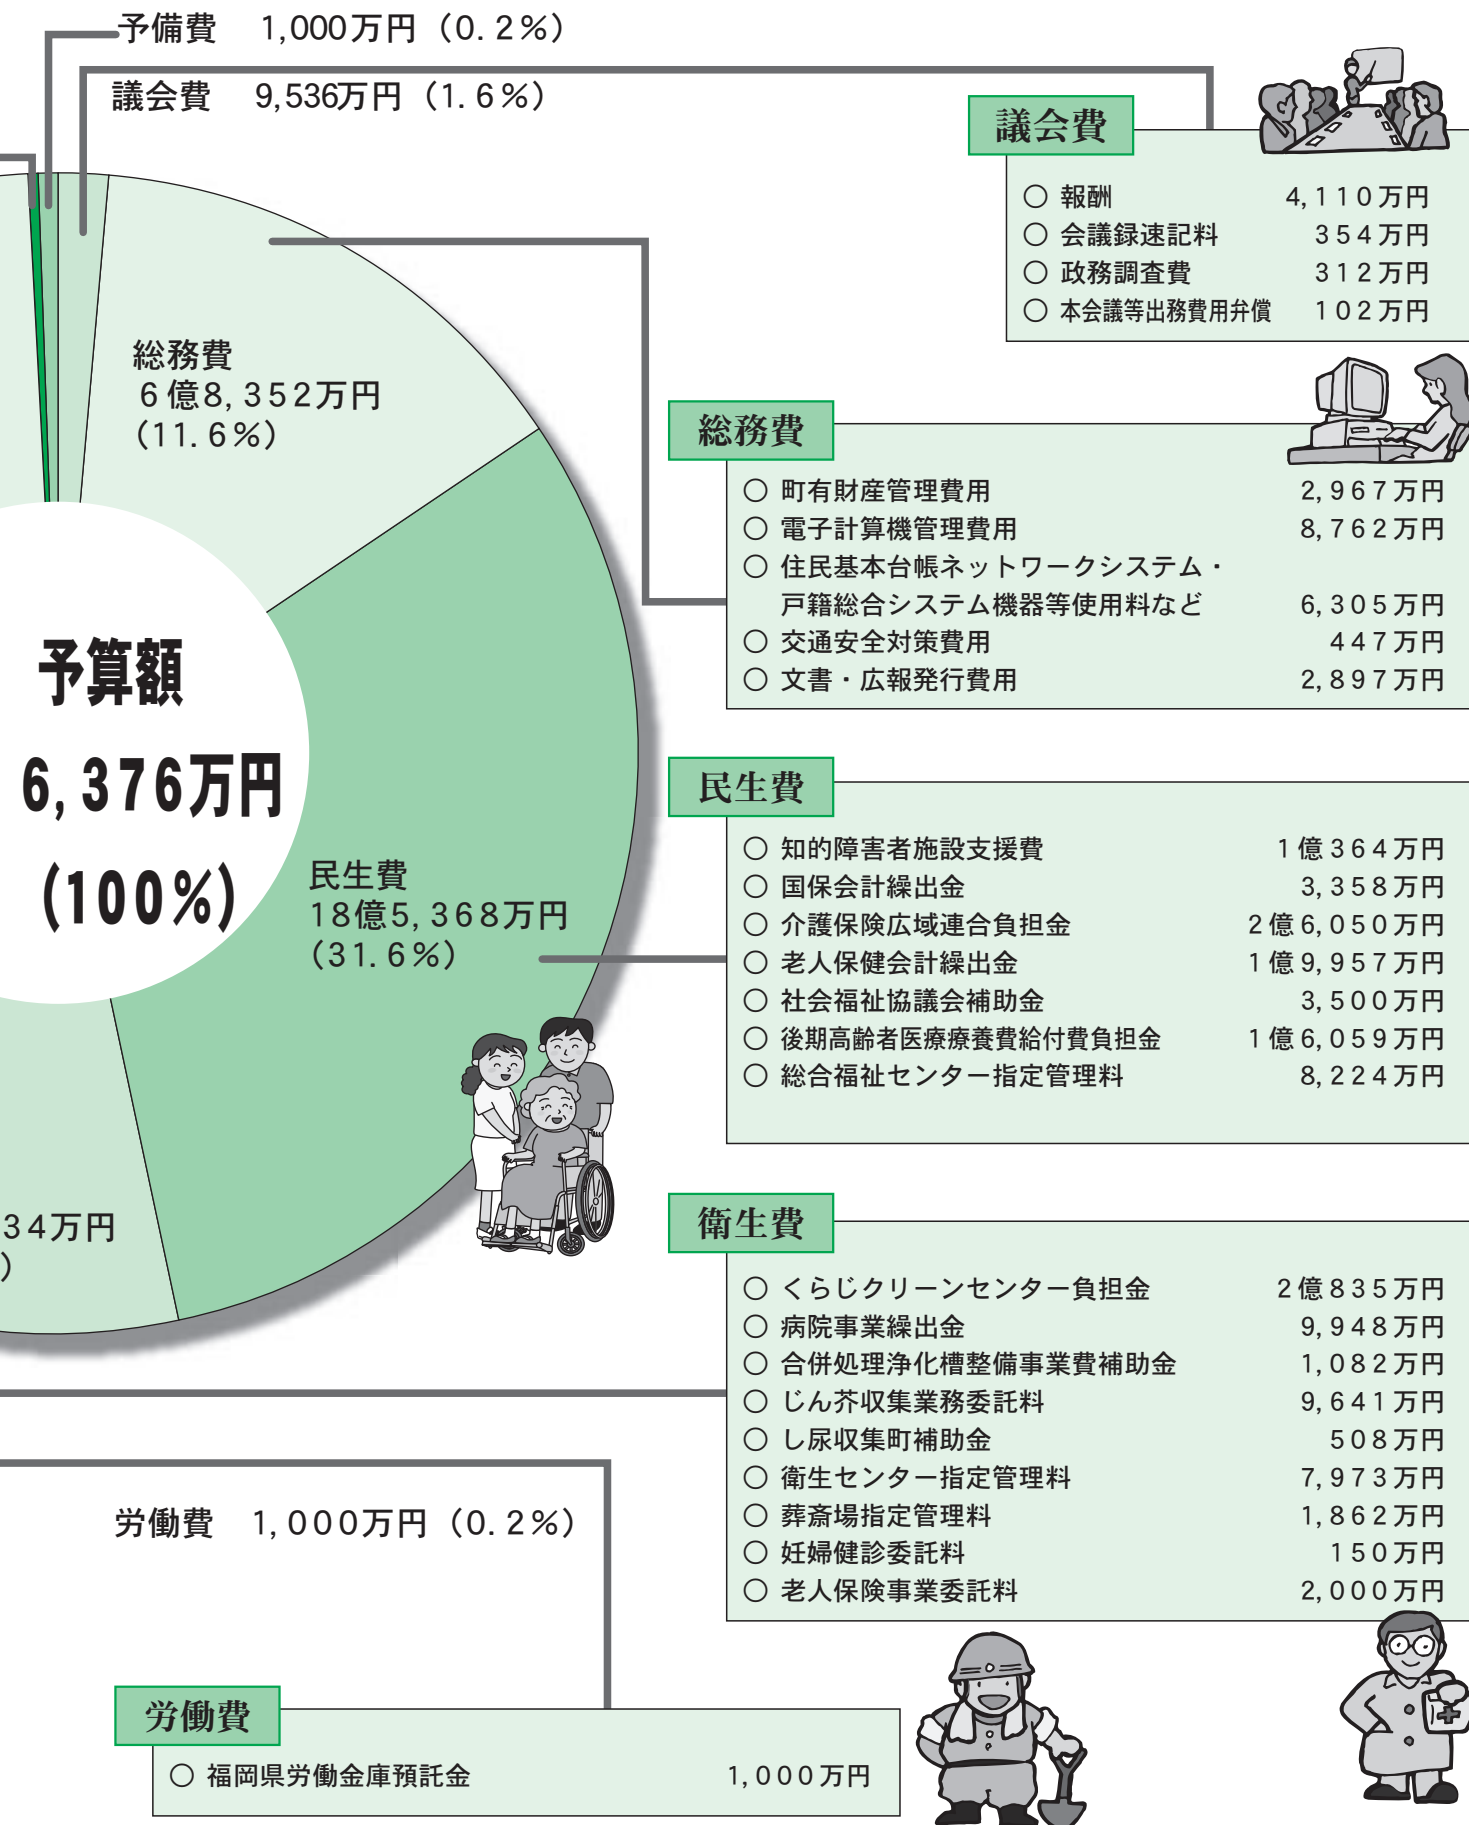 予備費 1,000万円（0.2%）
議会費 9,536万円（1.6%）
議会費
○ 報酬 4,110万円
○ 会議録速記料 354万円
○ 政務調査費 312万円
○ 本会議等出務費用弁償 102万円
総務費
6億8,352万円
（11.6%）
総務費
○ 町有財産管理費用 2,967万円
○ 電子計算機管理費用 8,762万円
○ 住民基本台帳ネットワークシステム・
戸籍総合システム機器等使用料など 6,305万円
○ 交通安全対策費用 447万円
○ 文書・広報発行費用 2,897万円
予算額
6,376万円
（100%）
民生費
18億5,368万円
（31.6%）
民生費
○ 知的障害者施設支援費 1億364万円
○ 国保会計繰出金 3,358万円
○ 介護保険広域連合負担金 2億6,050万円
○ 老人保健会計繰出金 1億9,957万円
○ 社会福祉協議会補助金 3,500万円
○ 後期高齢者医療療養費給付費負担金 1億6,059万円
○ 総合福祉センター指定管理料 8,224万円
34万円
）
衛生費
○ くらじクリーンセンター負担金 2億835万円
○ 病院事業繰出金 9,948万円
○ 合併処理浄化槽整備事業費補助金 1,082万円
○ じん芥収集業務委託料 9,641万円
○ し尿収集町補助金 508万円
○ 衛生センター指定管理料 7,973万円
○ 葬斎場指定管理料 1,862万円
○ 妊婦健診委託料 150万円
○ 老人保険事業委託料 2,000万円
労働費 1,000万円（0.2%）
労働費
○ 福岡県労働金庫預託金 1,000万円